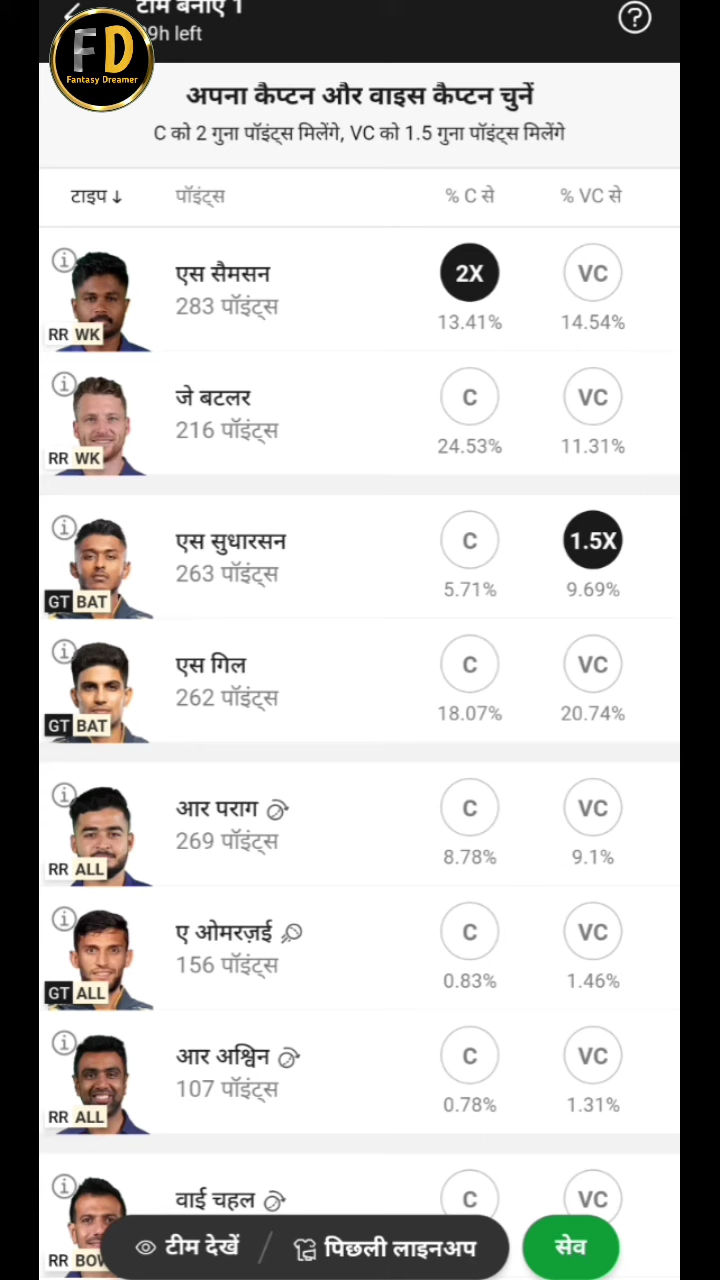 टीम बनाएं 1
9h left
?
FD
Fantasy Dreamer
अपना कैप्टन और वाइस कैप्टन चुनें
C को 2 गुना पॉइंट्स मिलेंगे, VC को 1.5 गुना पॉइंट्स मिलेंगे
टाइप ↓ पॉइंट्स % C से % VC से
i
एस सैमसन 2X VC
283 पॉइंट्स
RR WK 13.41% 14.54%
i
जे बटलर C VC
216 पॉइंट्स
RR WK 24.53% 11.31%
i
एस सुधारसन C 1.5X
263 पॉइंट्स
GT BAT 5.71% 9.69%
i
एस गिल C VC
262 पॉइंट्स
GT BAT 18.07% 20.74%
i
आर पराग C VC
269 पॉइंट्स
RR ALL 8.78% 9.1%
i
ए ओमरज़ई C VC
156 पॉइंट्स
GT ALL 0.83% 1.46%
i
आर अश्विन C VC
107 पॉइंट्स
RR ALL 0.78% 1.31%
i
वाई चहल C VC
RR BOW
टीम देखें / पिछली लाइनअप सेव